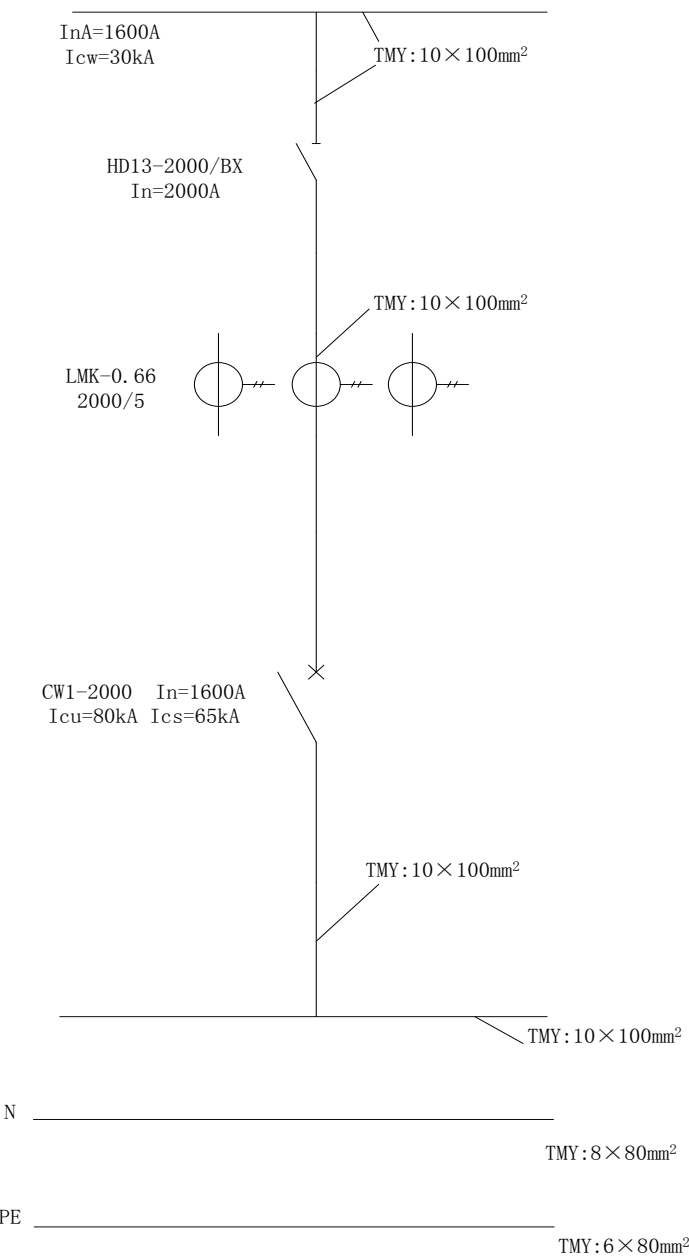 InA=1600A
Icw=30kA
TMY:10×100mm²
HD13-2000/BX
In=2000A
TMY:10×100mm²
LMK-0.66
2000/5
CW1-2000 In=1600A
Icu=80kA Ics=65kA
TMY:10×100mm²
TMY:10×100mm²
N
TMY:8×80mm²
PE
TMY:6×80mm²